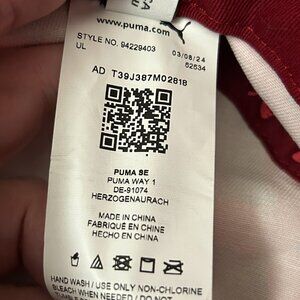 www.puma.com
STYLE NO. 94229403 03/08/24
UL 62634
AD T39J387M02818
PUMA SE
PUMA WAY 1
DE-91074
HERZOGENAURACH
MADE IN CHINA
FABRIQUÉ EN CHINE
HECHO EN CHINA
HAND WASH / USE ONLY NON-CHLORINE
BLEACH WHEN NEEDED / DO NOT